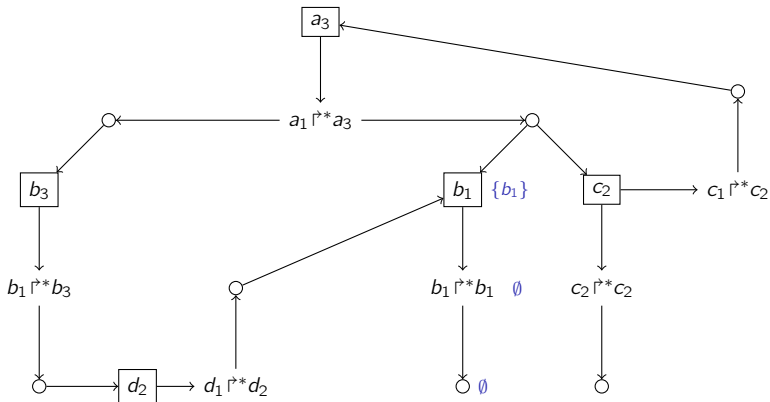 a₃
a₁ ↱* a₃
b₃ b₁ {b₁} c₂ c₁ ↱* c₂
b₁ ↱* b₃ b₁ ↱* b₁ ∅ c₂ ↱* c₂
d₂ d₁ ↱* d₂ ∅